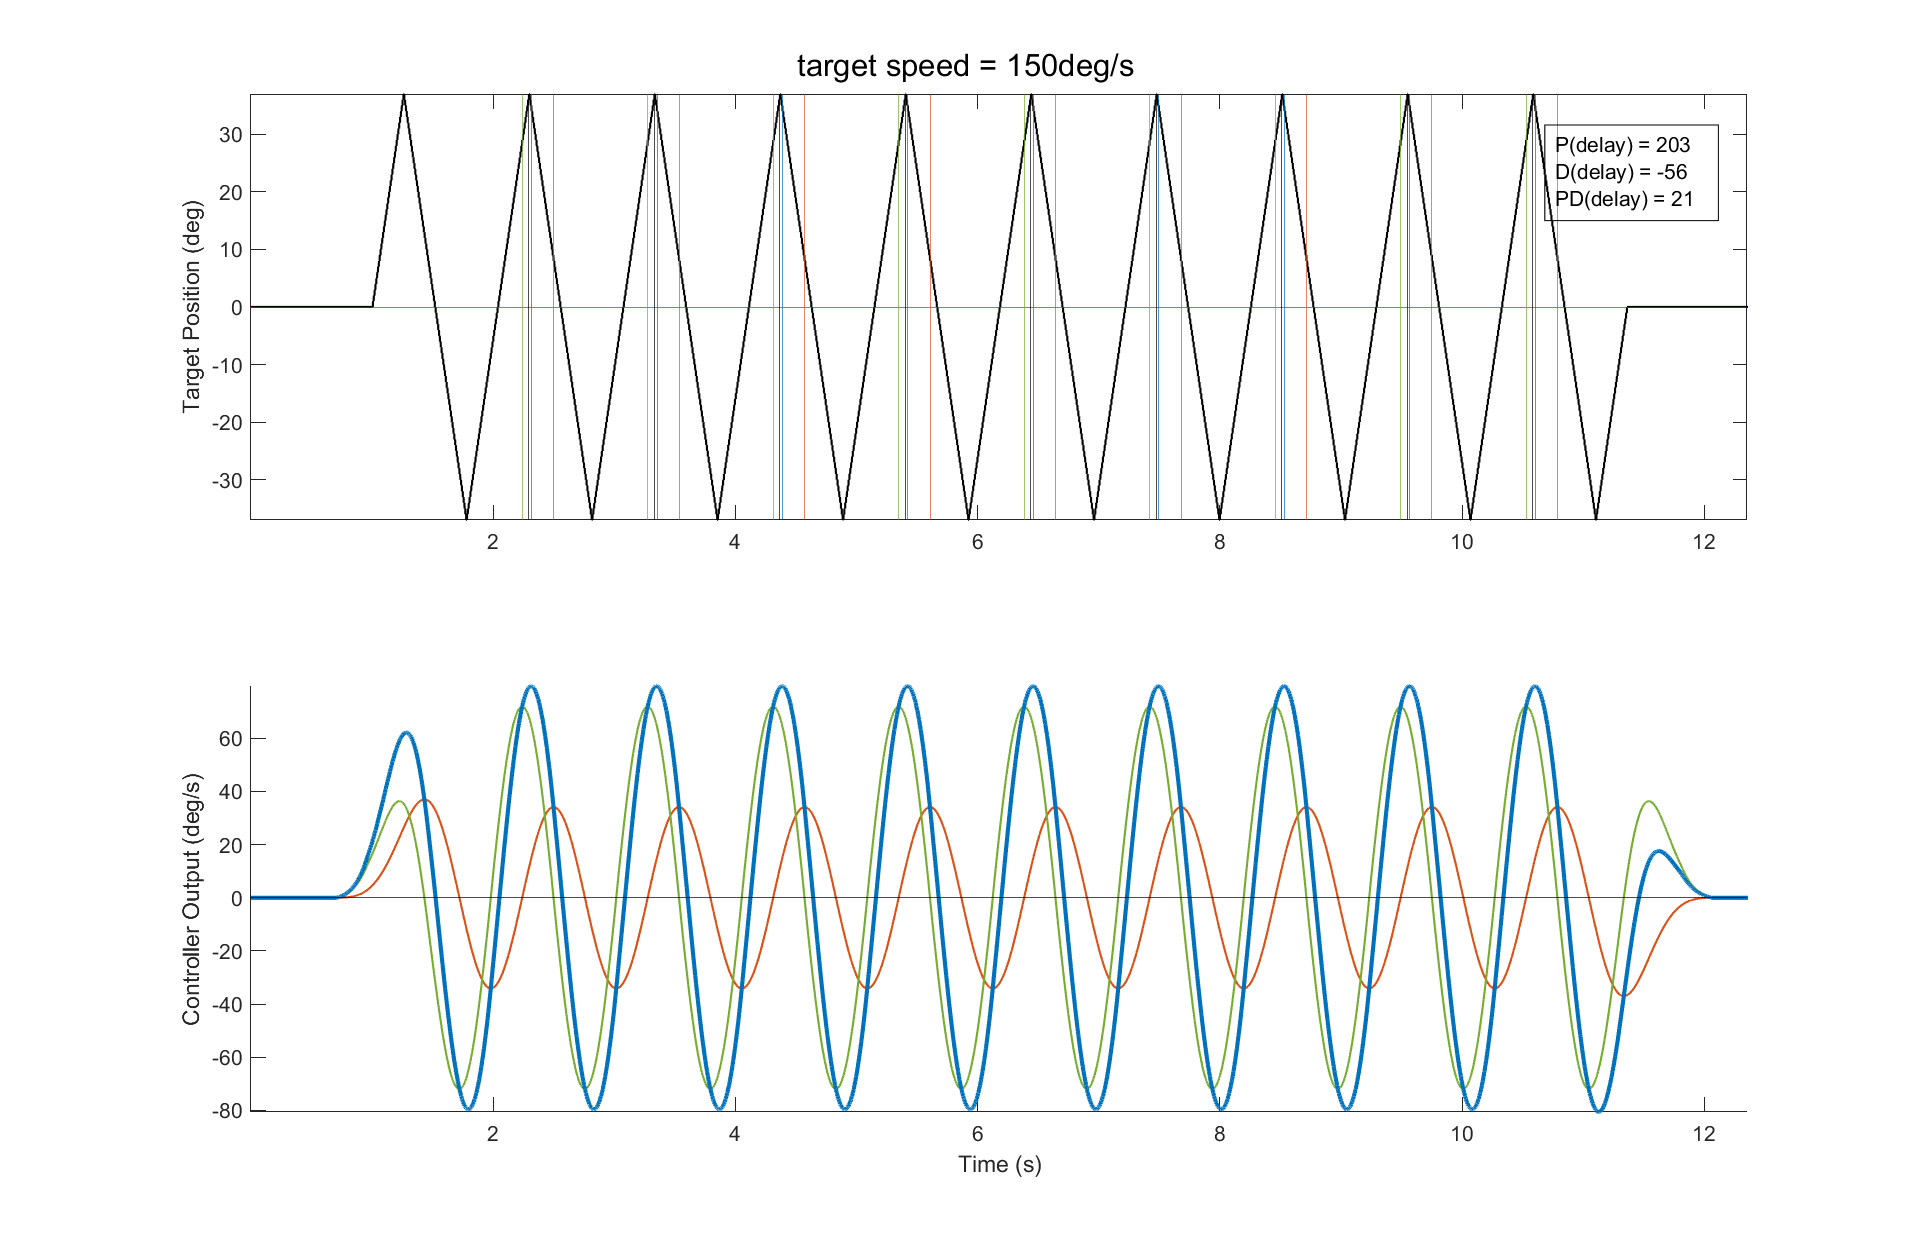 target speed = 150deg/s
30
20
10
0
-10
-20
-30
Target Position (deg)
P(delay) = 203
D(delay) = -56
PD(delay) = 21
2 4 6 8 10 12
60
40
20
0
-20
-40
-60
-80
Controller Output (deg/s)
2 4 6 8 10 12
Time (s)